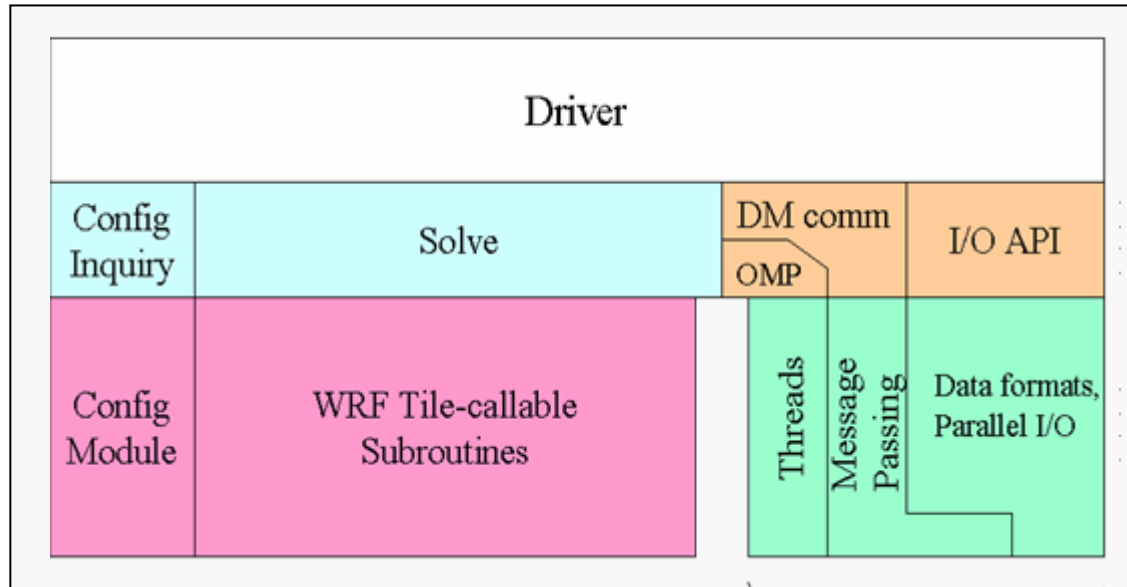 Driver
Config
Inquiry
Solve
DM comm
OMP
I/O API
Config
Module
WRF Tile-callable
Subroutines
Threads
Message
Passing
Data formats,
Parallel I/O